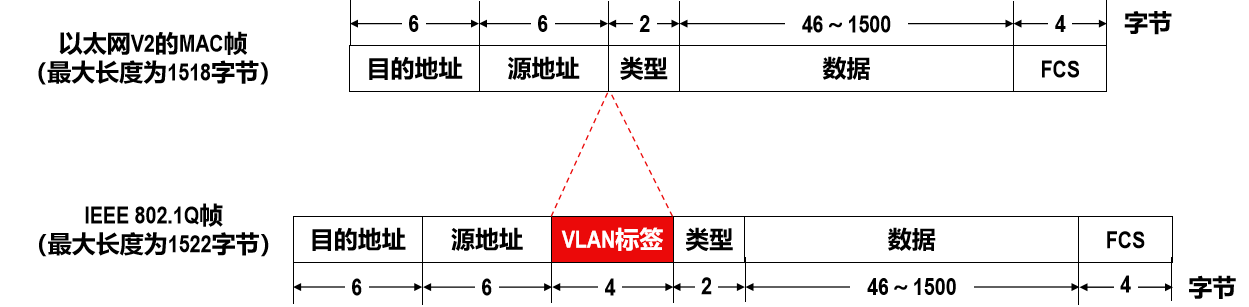 6 6 2 46～1500 4 字节
以太网V2的MAC帧
（最大长度为1518字节）
目的地址 源地址 类型 数据 FCS
IEEE 802.1Q帧
（最大长度为1522字节）
目的地址 源地址 VLAN标签 类型 数据 FCS
6 6 4 2 46～1500 4 字节